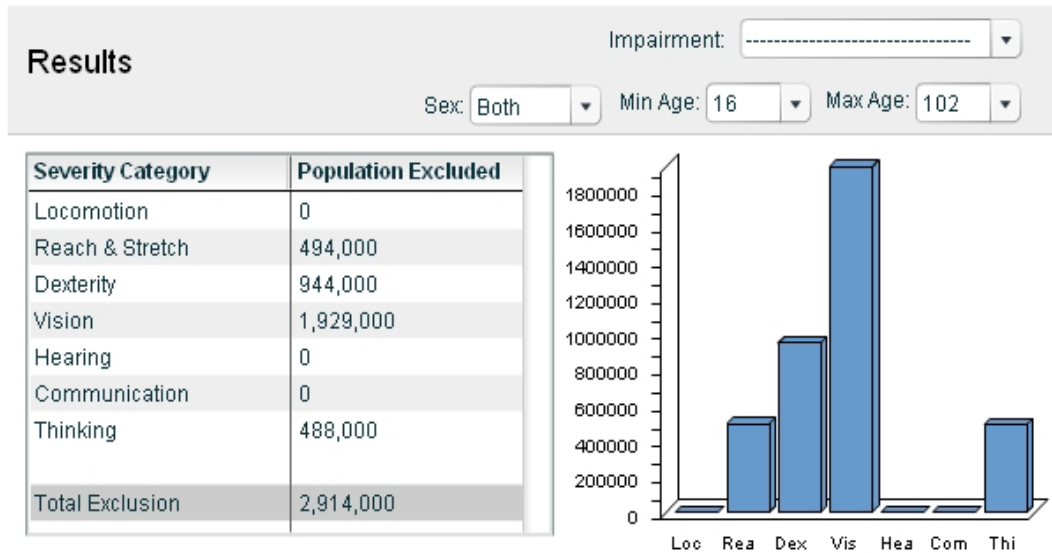 Results
Impairment: -------------------------------
Sex: Both Min Age: 16 Max Age: 102
Severity Category Population Excluded
Locomotion 0
Reach & Stretch 494,000
Dexterity 944,000
Vision 1,929,000
Hearing 0
Communication 0
Thinking 488,000
Total Exclusion 2,914,000
1800000
1600000
1400000
1200000
1000000
800000
600000
400000
200000
0
Loc Rea Dex Vis Hea Com Thi